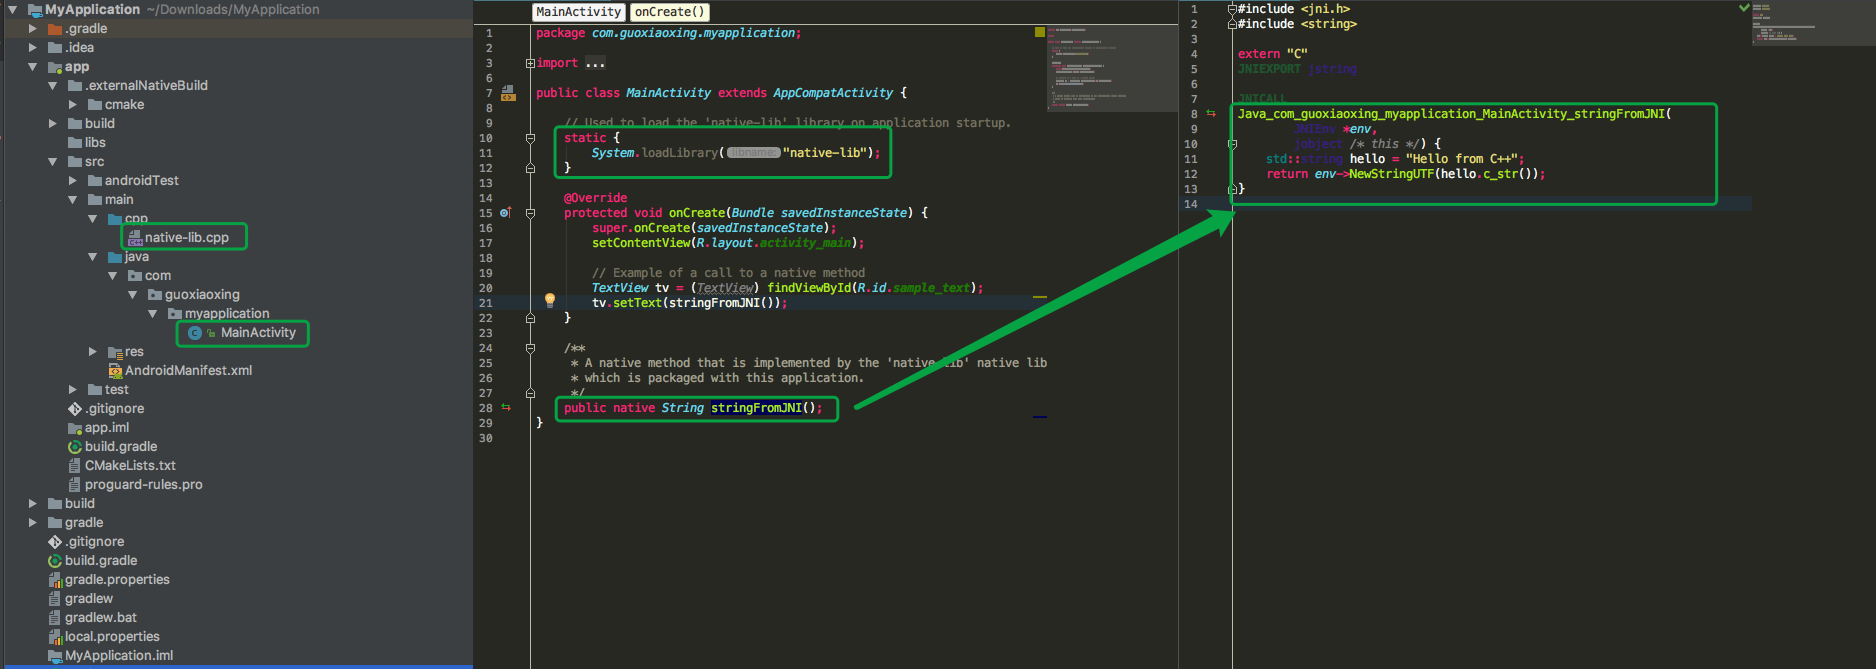 MyApplication ~/Downloads/MyApplication
.gradle
.idea
app
.externalNativeBuild
cmake
build
libs
src
androidTest
main
cpp
native-lib.cpp
java
com
guoxiaoxing
myapplication
MainActivity
res
AndroidManifest.xml
test
.gitignore
app.iml
build.gradle
CMakeLists.txt
proguard-rules.pro
build
gradle
.gitignore
build.gradle
gradle.properties
gradlew
gradlew.bat
local.properties
MyApplication.iml
MainActivity onCreate()
1 package com.guoxiaoxing.myapplication;
2
3 import ...
6
7 public class MainActivity extends AppCompatActivity {
8
9 // Used to load the 'native-lib' library on application startup.
10 static {
11 System.loadLibrary( libname: "native-lib");
12 }
13
14 @Override
15 protected void onCreate(Bundle savedInstanceState) {
16 super.onCreate(savedInstanceState);
17 setContentView(R.layout.activity_main);
18
19 // Example of a call to a native method
20 TextView tv = (TextView) findViewById(R.id.sample_text);
21 tv.setText(stringFromJNI());
22 }
23
24 /**
25 * A native method that is implemented by the 'native-lib' native lib
26 * which is packaged with this application.
27 */
28 public native String stringFromJNI();
29 }
30
1 #include <jni.h>
2 #include <string>
3
4 extern "C"
5 JNIEXPORT jstring
6
7 JNICALL
8 Java_com_guoxiaoxing_myapplication_MainActivity_stringFromJNI(
9 JNIEnv *env,
10 jobject /* this */) {
11 std::string hello = "Hello from C++";
12 return env->NewStringUTF(hello.c_str());
13 }
14